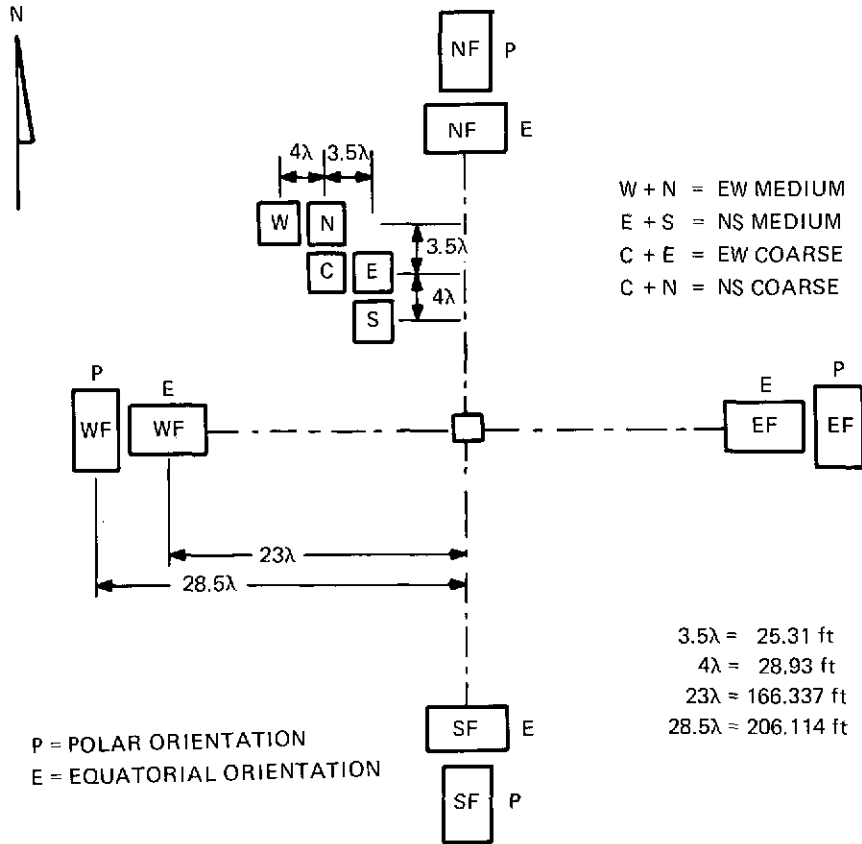 N
NF P
NF E
4λ 3.5λ
W + N = EW MEDIUM
E + S = NS MEDIUM
C + E = EW COARSE
C + N = NS COARSE
W N
3.5λ
C E
4λ
S
P
E
WF WF
E
P
EF EF
23λ
28.5λ
3.5λ = 25.31 ft
4λ = 28,93 ft
23λ = 166.337 ft
28.5λ = 206.114 ft
SF E
SF P
P = POLAR ORIENTATION
E = EQUATORIAL ORIENTATION